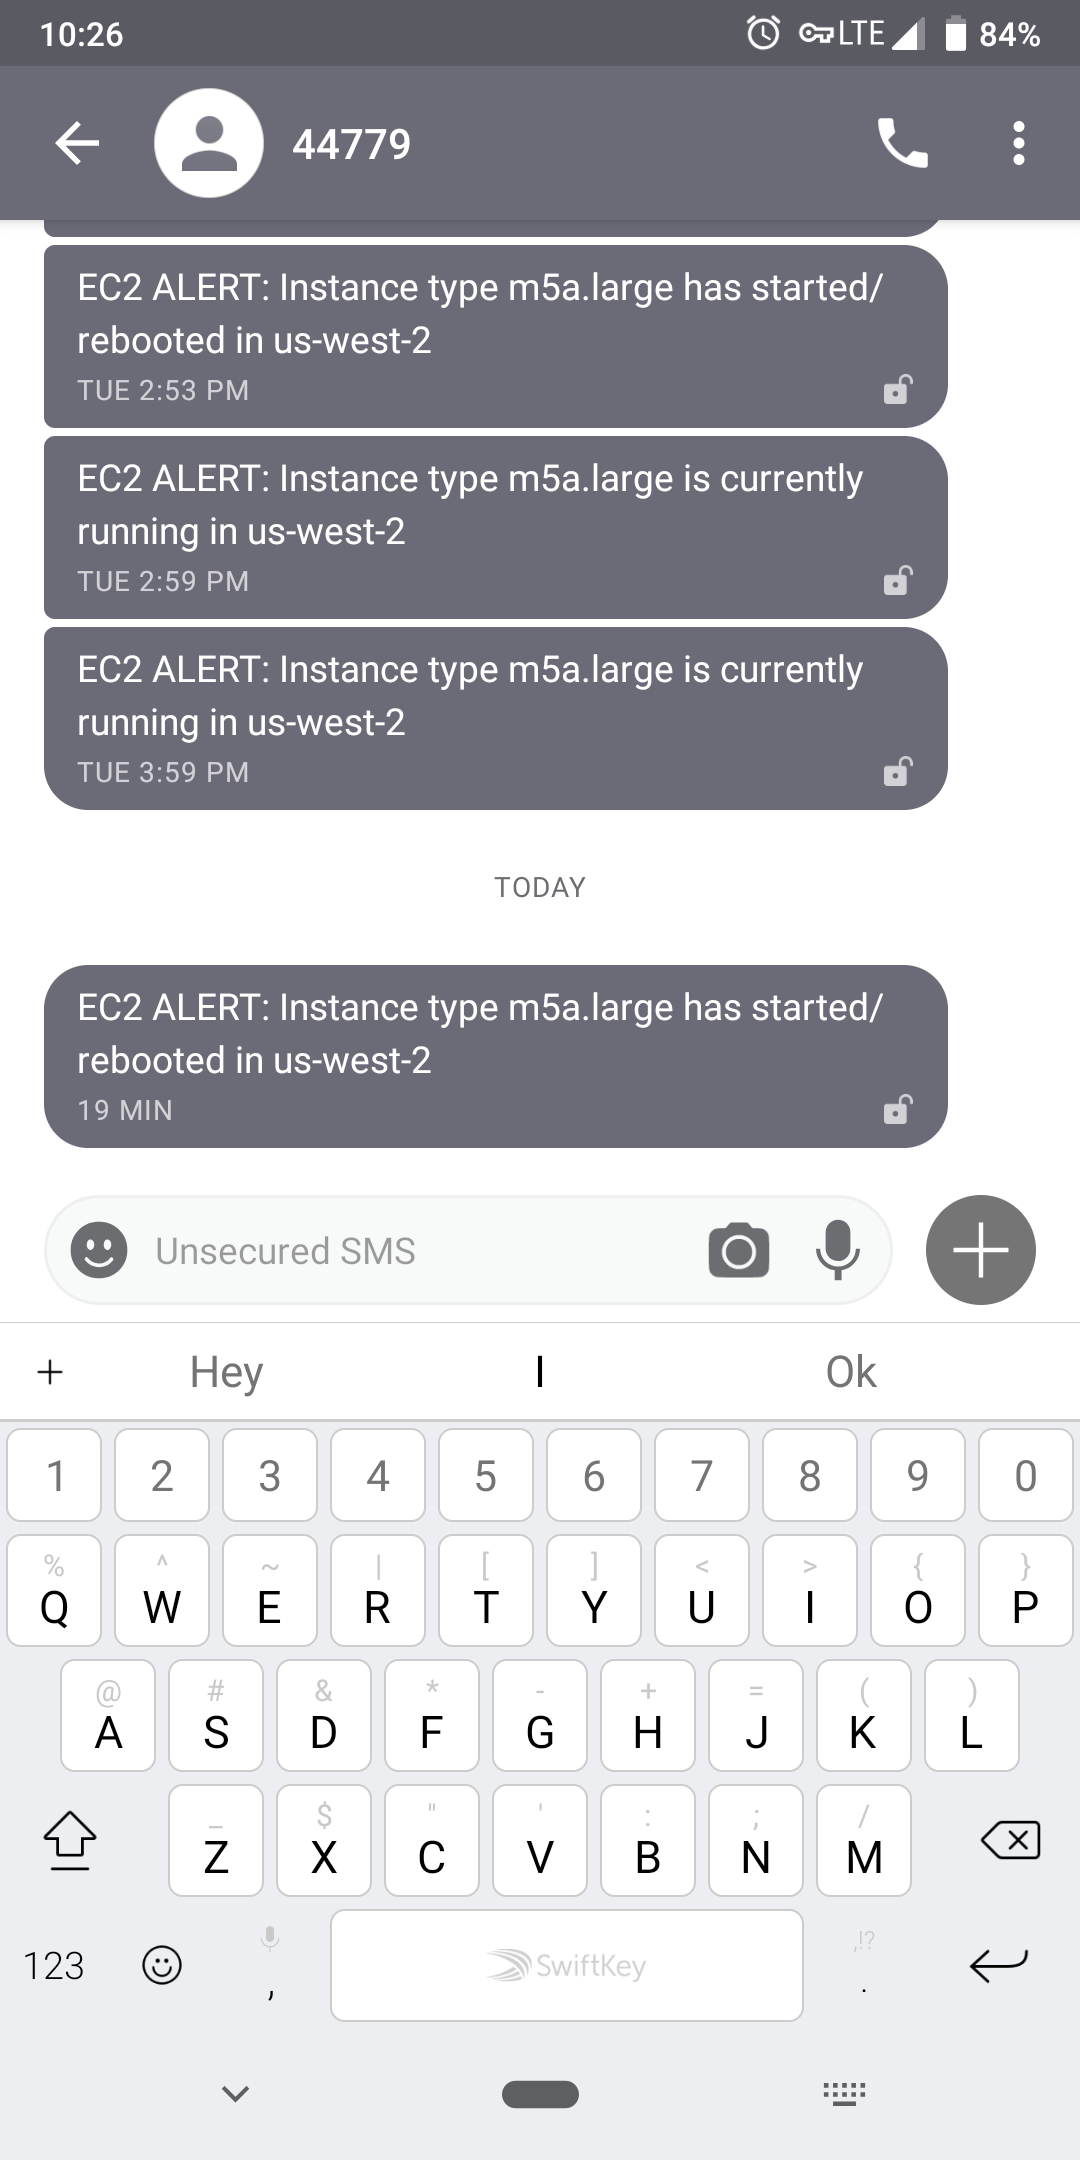 10:26 LTE 84%
44779
EC2 ALERT: Instance type m5a.large has started/
rebooted in us-west-2
TUE 2:53 PM
EC2 ALERT: Instance type m5a.large is currently
running in us-west-2
TUE 2:59 PM
EC2 ALERT: Instance type m5a.large is currently
running in us-west-2
TUE 3:59 PM
TODAY
EC2 ALERT: Instance type m5a.large has started/
rebooted in us-west-2
19 MIN
Unsecured SMS
+ Hey I Ok
1 2 3 4 5 6 7 8 9 0
% ^ ~ | [ ] < > { }
Q W E R T Y U I O P
@ # & * - + = ( )
A S D F G H J K L
_ $ " ' : ; /
Z X C V B N M
,!?
123 , SwiftKey .